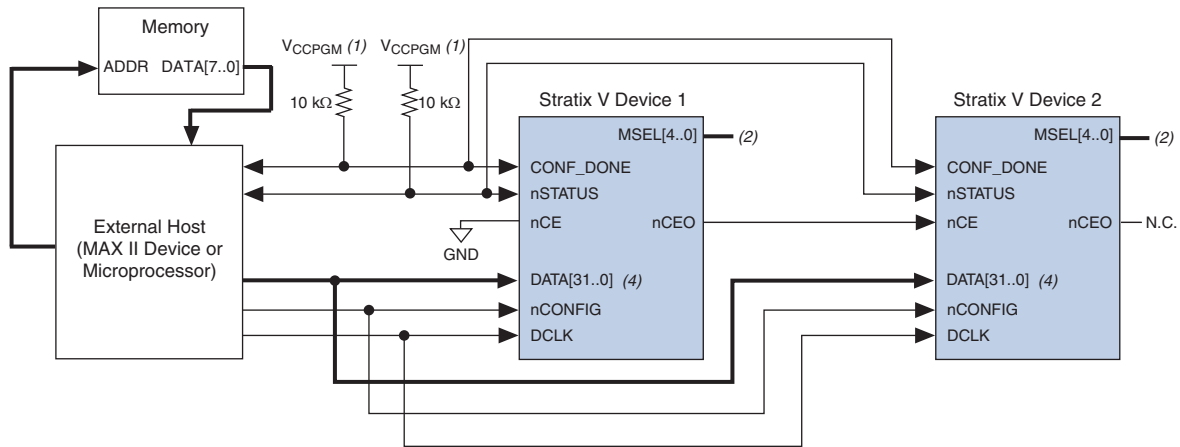 Memory
ADDR DATA[7..0]
VCCPGM (1) VCCPGM (1)
10 kΩ 10 kΩ
Stratix V Device 1
Stratix V Device 2
External Host
(MAX II Device or
Microprocessor)
GND
MSEL[4..0] (2)
CONF_DONE
nSTATUS
nCE nCEO
DATA[31..0] (4)
nCONFIG
DCLK
MSEL[4..0] (2)
CONF_DONE
nSTATUS
nCE nCEO N.C.
DATA[31..0] (4)
nCONFIG
DCLK